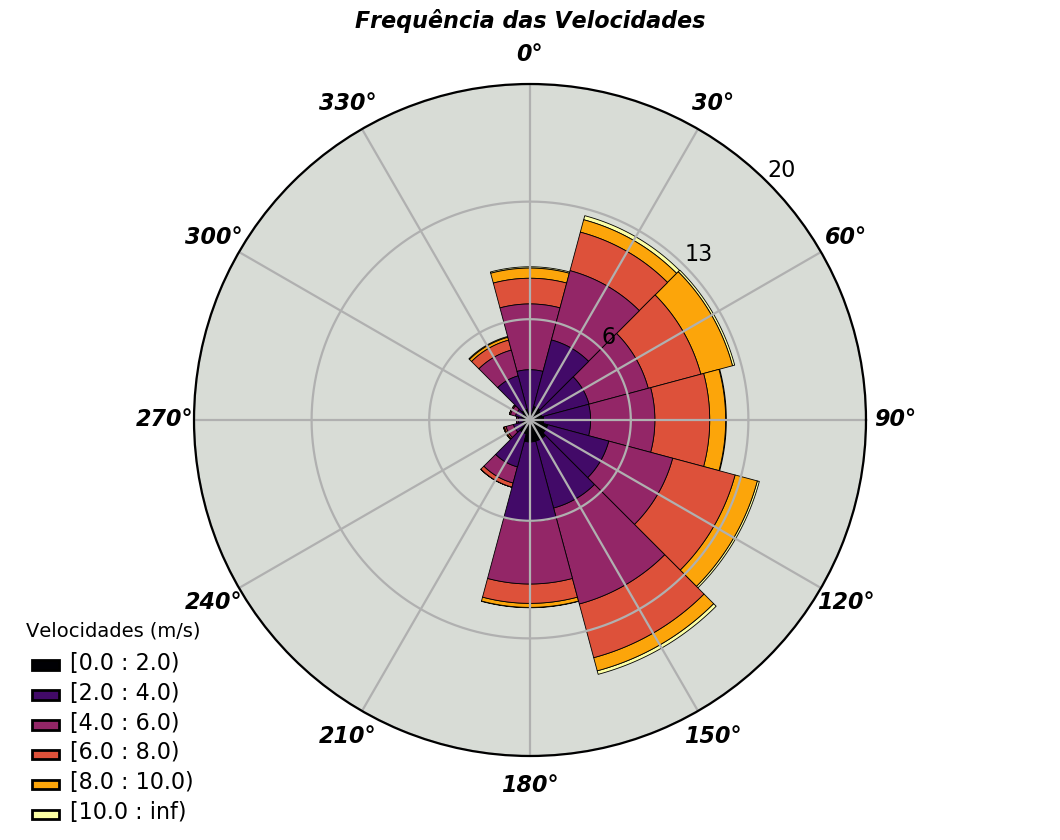 Frequência das Velocidades
0°
330°
30°
20
300°
60°
13
6
270°
90°
240°
120°
Velocidades (m/s)
[0.0 : 2.0)
[2.0 : 4.0)
[4.0 : 6.0)
[6.0 : 8.0)
[8.0 : 10.0)
[10.0 : inf)
210°
150°
180°